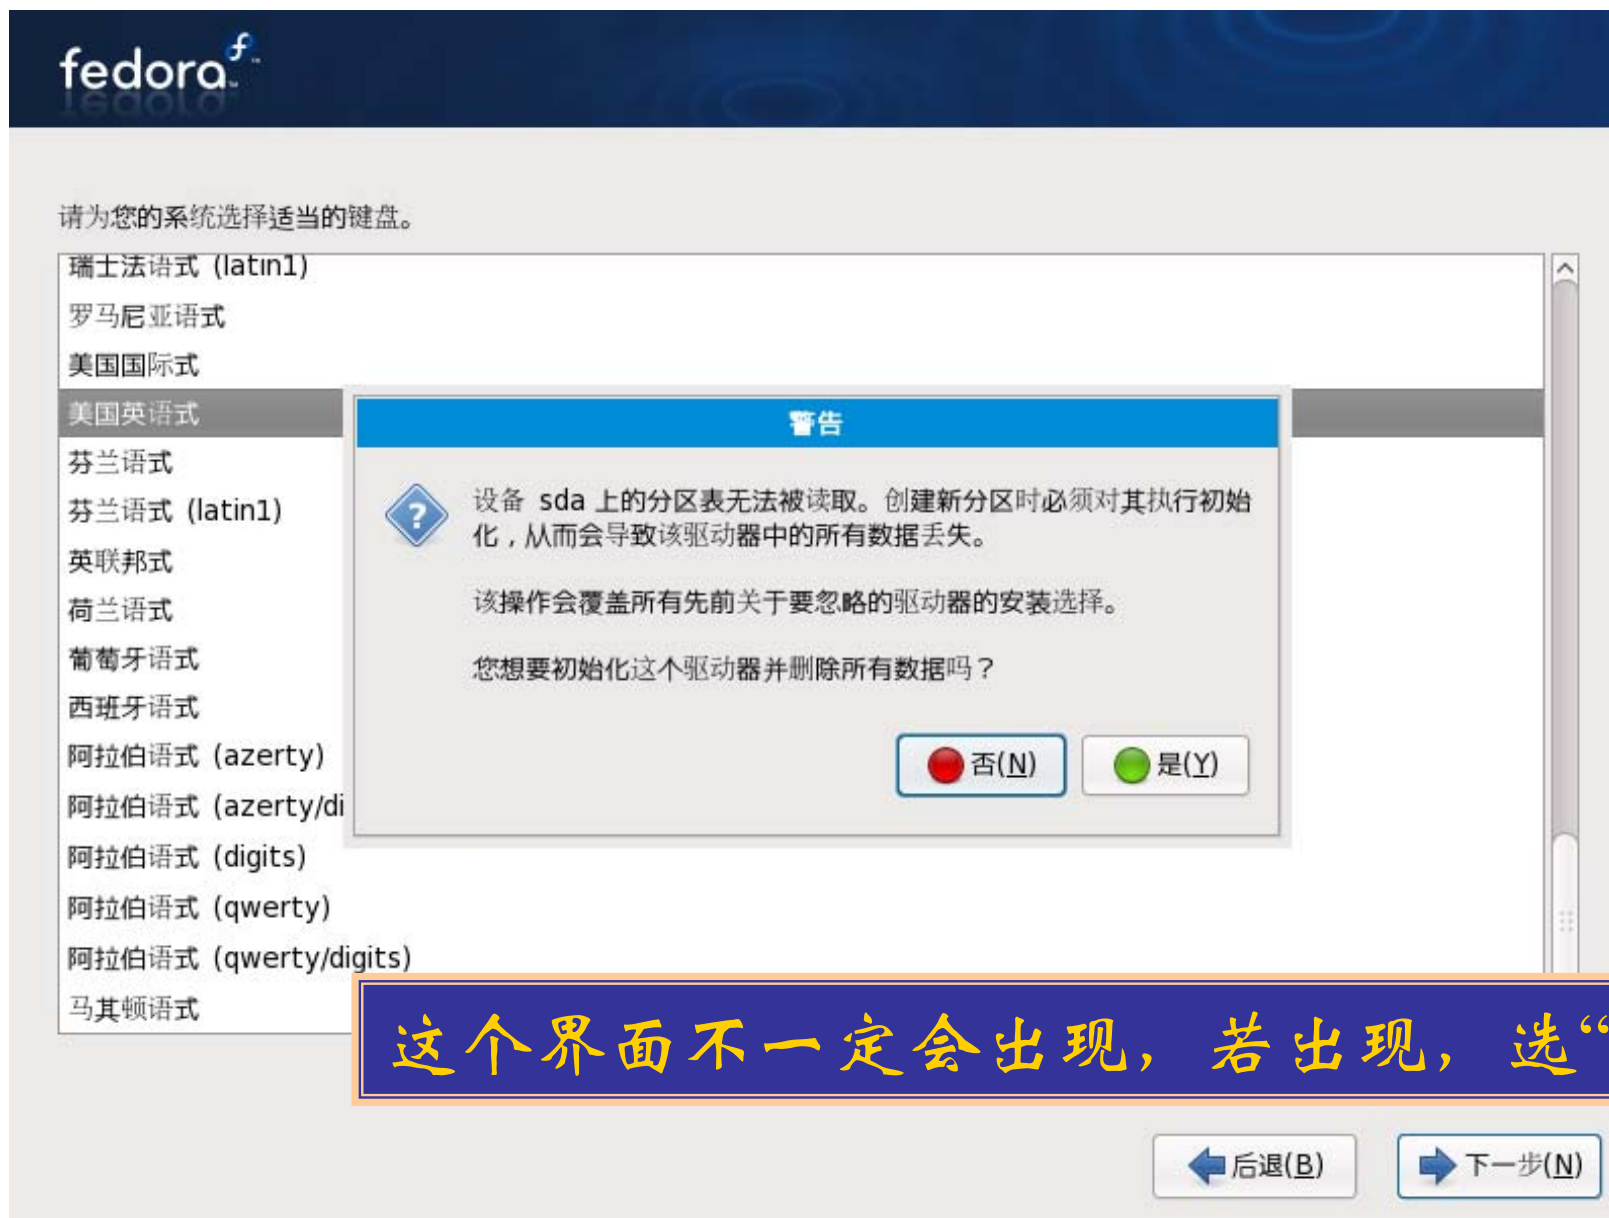 fedora
请为您的系统选择适当的键盘。
瑞士法语式 (latin1)
罗马尼亚语式
美国国际式
美国英语式
芬兰语式
芬兰语式 (latin1)
英联邦式
荷兰语式
葡萄牙语式
西班牙语式
阿拉伯语式 (azerty)
阿拉伯语式 (azerty/di
阿拉伯语式 (digits)
阿拉伯语式 (qwerty)
阿拉伯语式 (qwerty/digits)
马其顿语式
警告
设备 sda 上的分区表无法被读取。创建新分区时必须对其执行初始
化，从而会导致该驱动器中的所有数据丢失。
该操作会覆盖所有先前关于要忽略的驱动器的安装选择。
您想要初始化这个驱动器并删除所有数据吗？
否(N)
是(Y)
这个界面不一定会出现，若出现，选“
后退(B)
下一步(N)